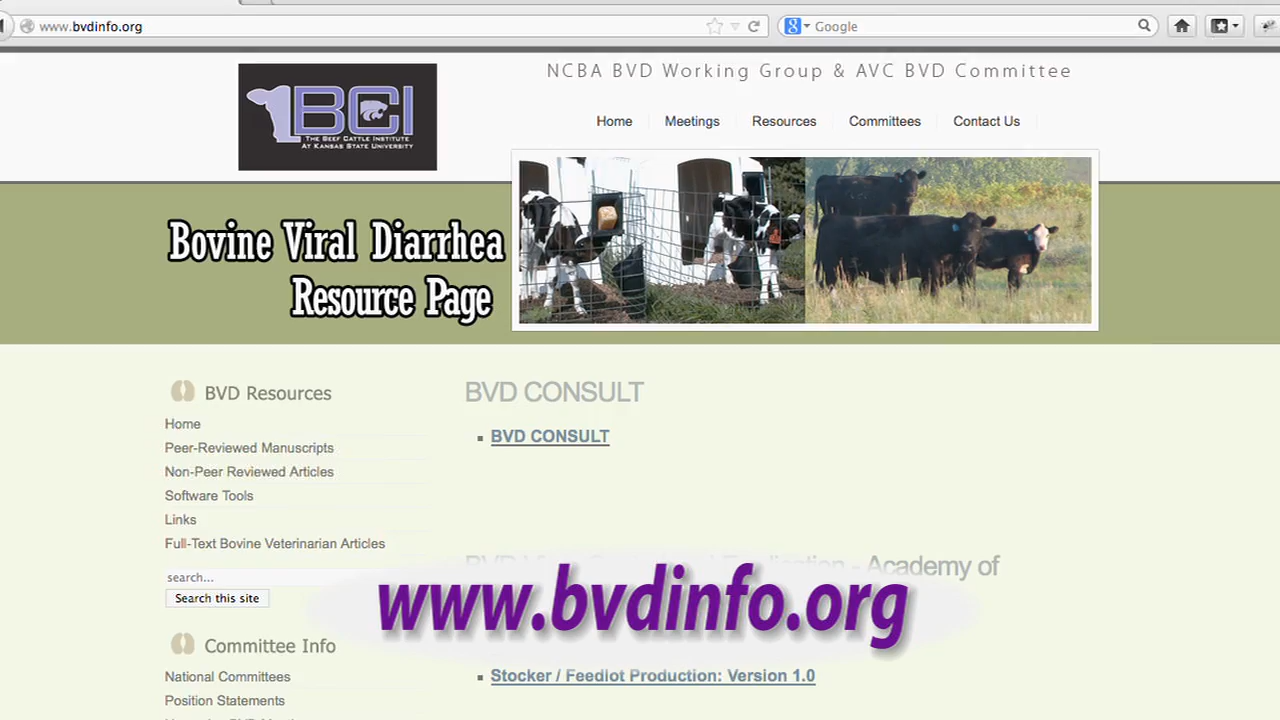 www.bvdinfo.org
Google
NCBA BVD Working Group & AVC BVD Committee
BCI
THE BEEF CATTLE INSTITUTE
AT KANSAS STATE UNIVERSITY
Home Meetings Resources Committees Contact Us
Bovine Viral Diarrhea
Resource Page
BVD Resources
Home
Peer-Reviewed Manuscripts
Non-Peer Reviewed Articles
Software Tools
Links
Full-Text Bovine Veterinarian Articles
search...
Search this site
Committee Info
National Committees
Position Statements
BVD CONSULT
BVD CONSULT
- Academy of
www.bvdinfo.org
Stocker / Feedlot Production: Version 1.0